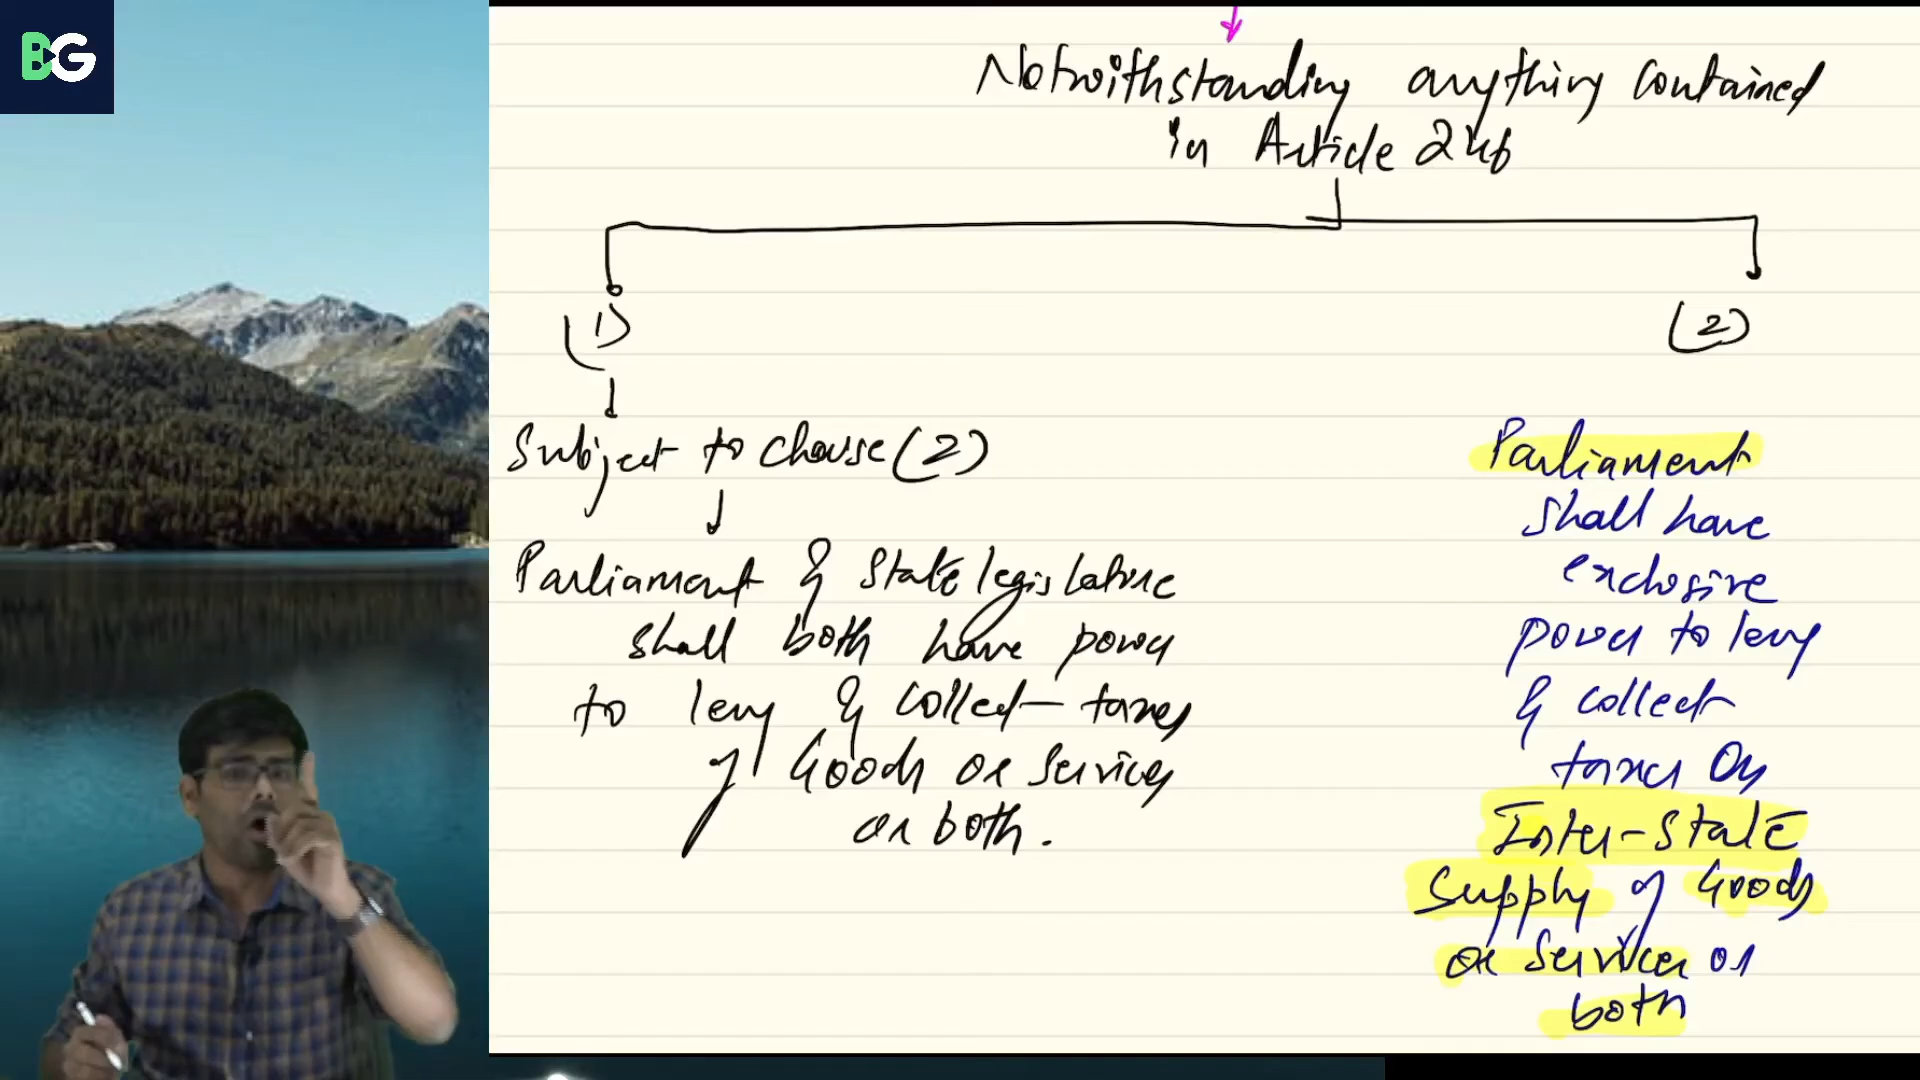 BG
Notwithstanding anything contained
in Article 246
(1)
(2)
Subject to clause (2)
Parliament & State legislature
shall both have power
to levy & collect taxes
of Goods or Services
or both.
Parliament
shall have
exclusive
power to levy
& collect
taxes on
Inter-State
Supply of Goods
or Services or
both